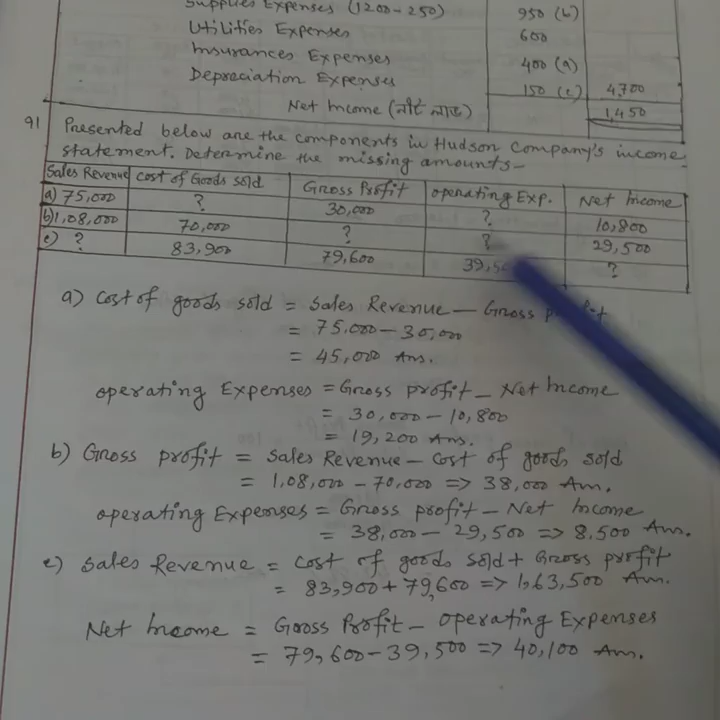 Supplies Expenses (1200-250) 950 (b)
Utilities Expenses 600
Insurances Expenses 400 (a)
Depreciation Expenses 150 (c) 4,700
Net Income (नीट लाभ) 1,450
91 Presented below are the components in Hudson Company's income
statement. Determine the missing amounts-
Sales Revenue Cost of Goods sold Gross Profit Operating Exp. Net Income
a) 75,000 ? 30,000 ? 10,800
b) 1,08,000 70,000 ? ? 29,500
c) ? 83,900 79,600 39,5 ?
a) Cost of goods sold = Sales Revenue - Gross
= 75,000 - 30,000
= 45,000 Ans.
Operating Expenses = Gross profit - Net Income
= 30,000 - 10,800
= 19,200 Ans.
b) Gross profit = Sales Revenue - Cost of goods sold
= 1,08,000 - 70,000 => 38,000 Am.
Operating Expenses = Gross profit - Net Income
= 38,000 - 29,500 => 8,500 Am.
c) Sales Revenue = Cost of goods sold + Gross profit
= 83,900 + 79,600 => 1,63,500 Am.
Net Income = Gooss Profit - Operating Expenses
= 79,600 - 39,500 => 40,100 Am.